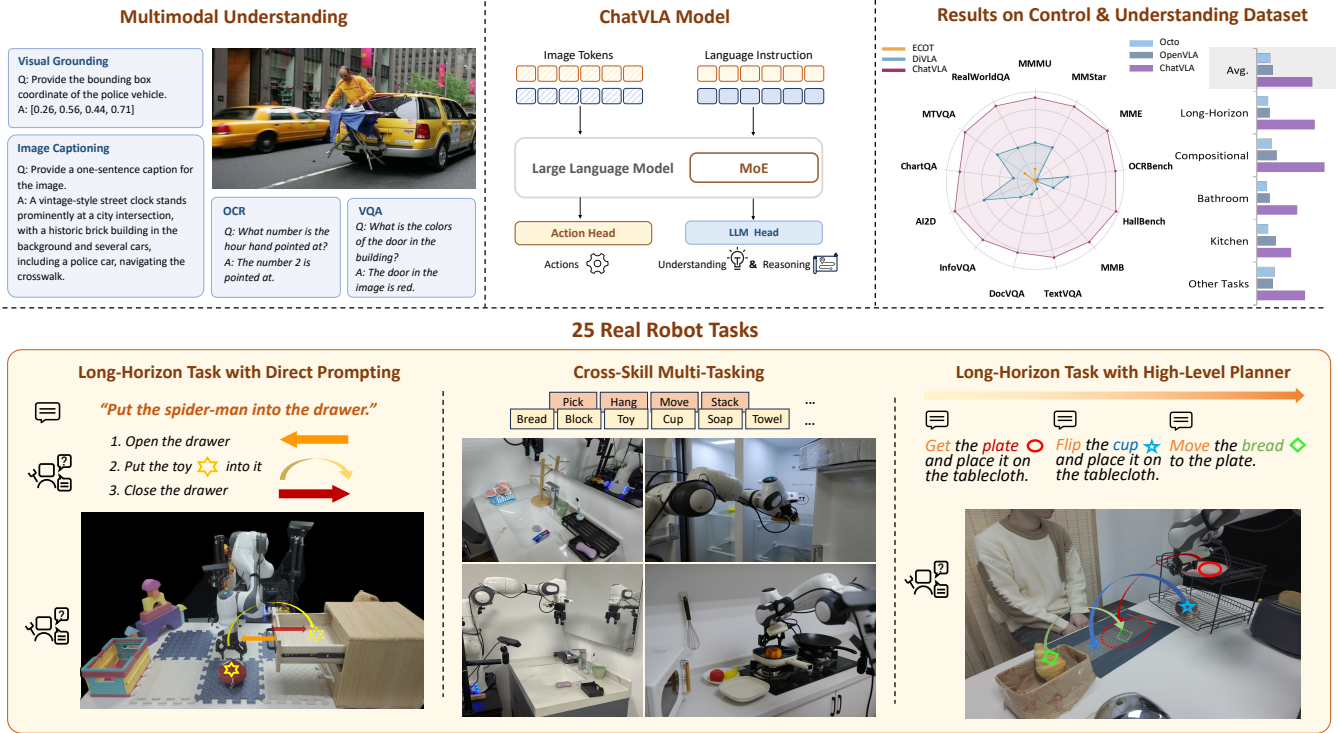 Multimodal Understanding
Visual Grounding
Q: Provide the bounding box
coordinate of the police vehicle.
A: [0.26, 0.56, 0.44, 0.71]
Image Captioning
Q: Provide a one-sentence caption for
the image.
A: A vintage-style street clock stands
prominently at a city intersection,
with a historic brick building in the
background and several cars,
including a police car, navigating the
crosswalk.
OCR
Q: What number is the
hour hand pointed at?
A: The number 2 is
pointed at.
VQA
Q: What is the colors
of the door in the
building?
A: The door in the
image is red.
ChatVLA Model
Image Tokens
Language Instruction
Large Language Model
MoE
Action Head
LLM Head
Actions
Understanding & Reasoning
Results on Control & Understanding Dataset
ECOT
DiVLA
ChatVLA
MMMU
MMStar
MME
OCRBench
HallBench
MMB
TextVQA
DocVQA
InfoVQA
AI2D
ChartQA
MTVQA
RealWorldQA
Octo
OpenVLA
ChatVLA
Avg.
Long-Horizon
Compositional
Bathroom
Kitchen
Other Tasks
25 Real Robot Tasks
Long-Horizon Task with Direct Prompting
“Put the spider-man into the drawer.”
1. Open the drawer
2. Put the toy into it
3. Close the drawer
Cross-Skill Multi-Tasking
Pick Hang Move Stack ...
Bread Block Toy Cup Soap Towel ...
Long-Horizon Task with High-Level Planner
Get the plate
and place it on
the tablecloth.
Flip the cup
and place it on
the tablecloth.
Move the bread
to the plate.